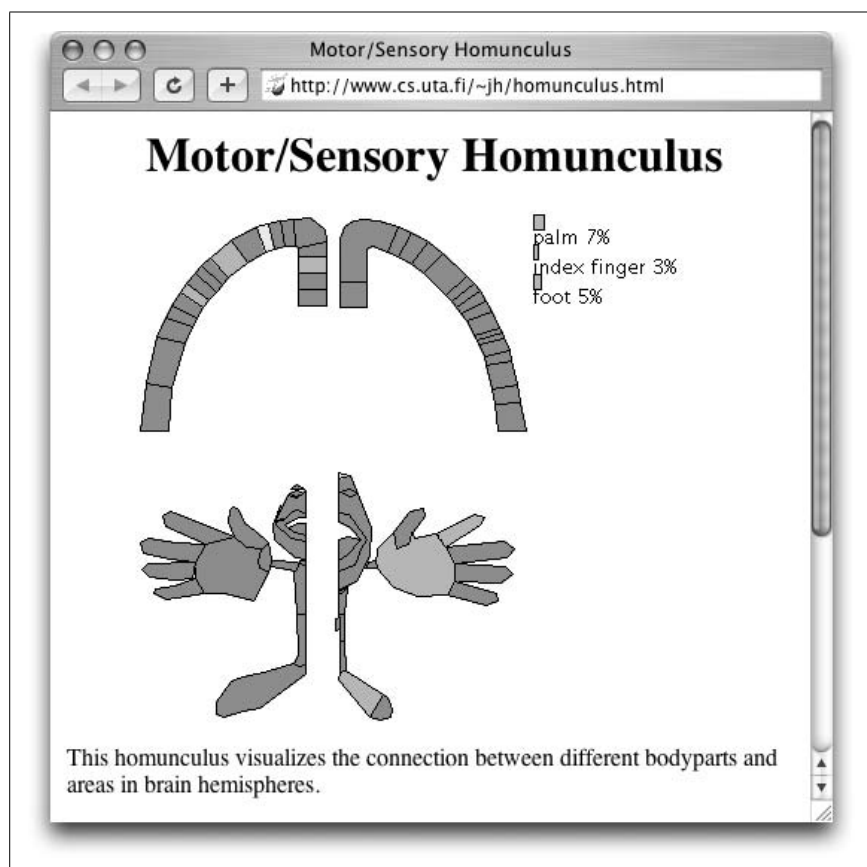 Motor/Sensory Homunculus
http://www.cs.uta.fi/~jh/homunculus.html
Motor/Sensory Homunculus
palm 7%
index finger 3%
foot 5%
This homunculus visualizes the connection between different bodyparts and
areas in brain hemispheres.